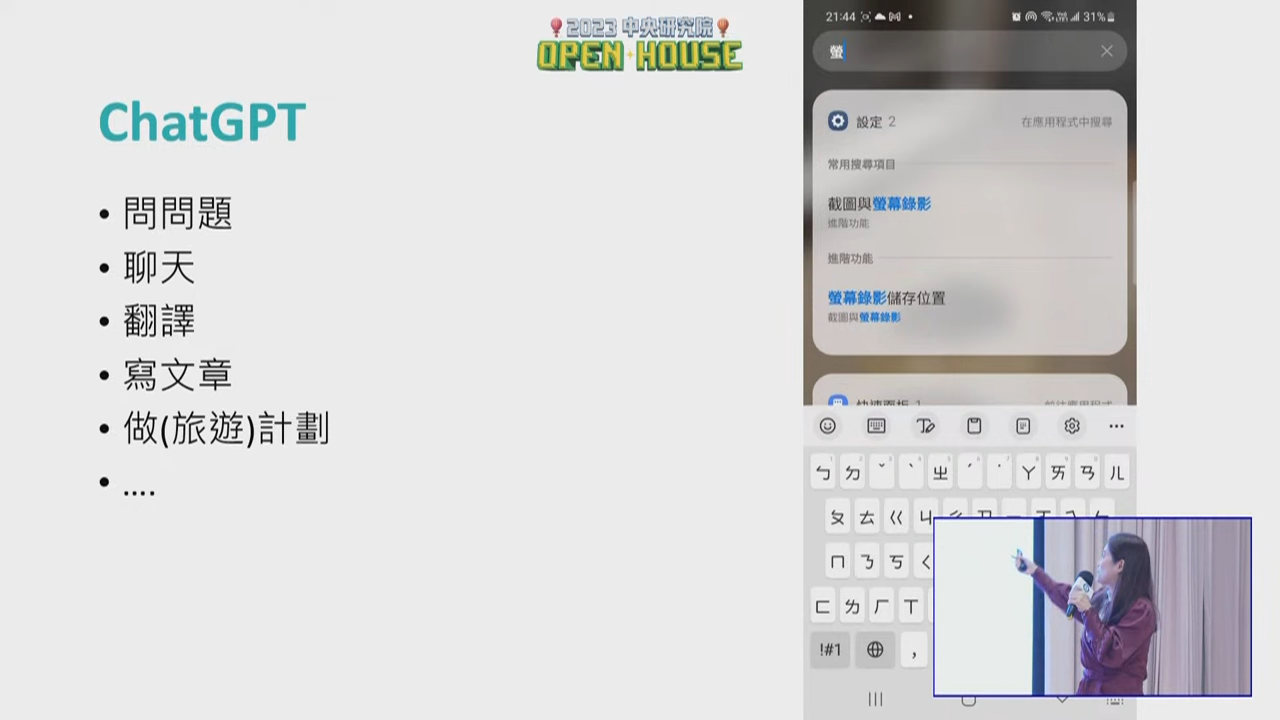 2023 中央研究院
OPEN HOUSE
ChatGPT
• 問問題
• 聊天
• 翻譯
• 寫文章
• 做(旅遊)計劃
• ....
21:44
31%
螢
設定 2
在應用程式中搜尋
常用搜尋項目
截圖與螢幕錄影
進階功能
進階功能
螢幕錄影儲存位置
截圖與螢幕錄影
ㄅ ㄉ ˇ ˋ ㄓ ˊ ˙ ㄚ ㄞ ㄢ ㄦ
ㄆ ㄊ ㄍ ㄐ
ㄇ ㄋ ㄎ ㄑ
ㄈ ㄌ ㄏ ㄒ
!#1 ,